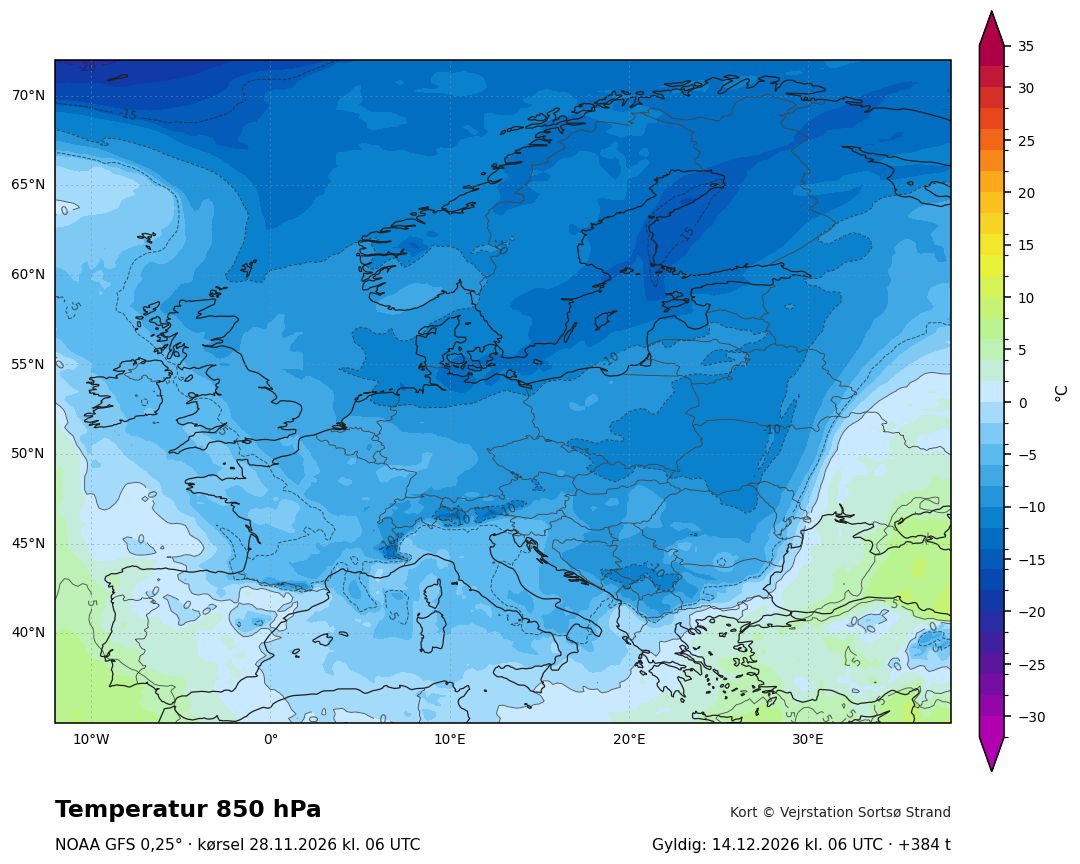 70°N
65°N
60°N
55°N
50°N
45°N
40°N
10°W 0° 10°E 20°E 30°E
35
30
25
20
15
10
5
0
−5
−10
−15
−20
−25
−30
°C
Temperatur 850 hPa
Kort © Vejrstation Sortsø Strand
NOAA GFS 0,25° · kørsel 28.11.2026 kl. 06 UTC
Gyldig: 14.12.2026 kl. 06 UTC · +384 t